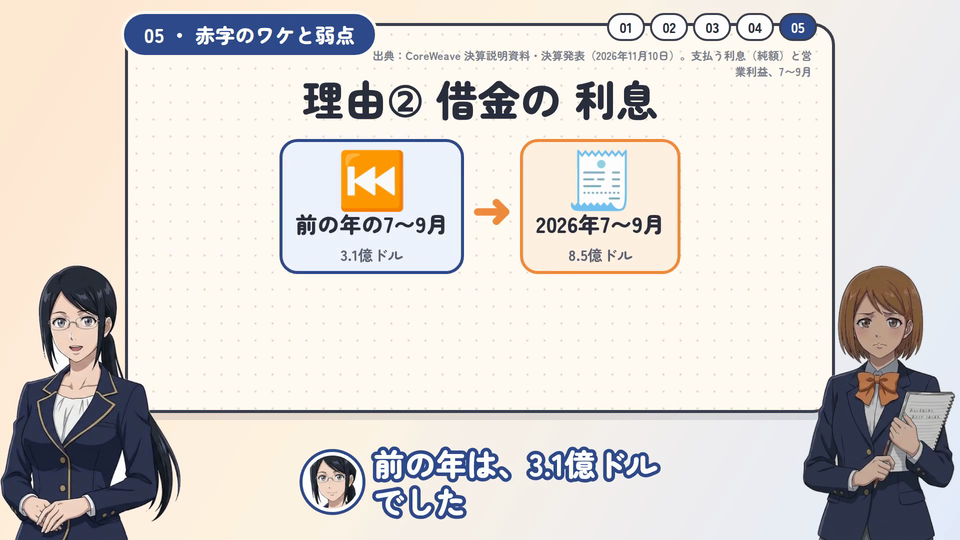 05 ・ 赤字のワケと弱点
01 02 03 04 05
出典：CoreWeave 決算説明資料・決算発表（2026年11月10日）。支払う利息（純額）と営
業利益、7〜9月
理由② 借金の 利息
前の年の7〜9月
3.1億ドル
2026年7〜9月
8.5億ドル
前の年は、3.1億ドル
でした